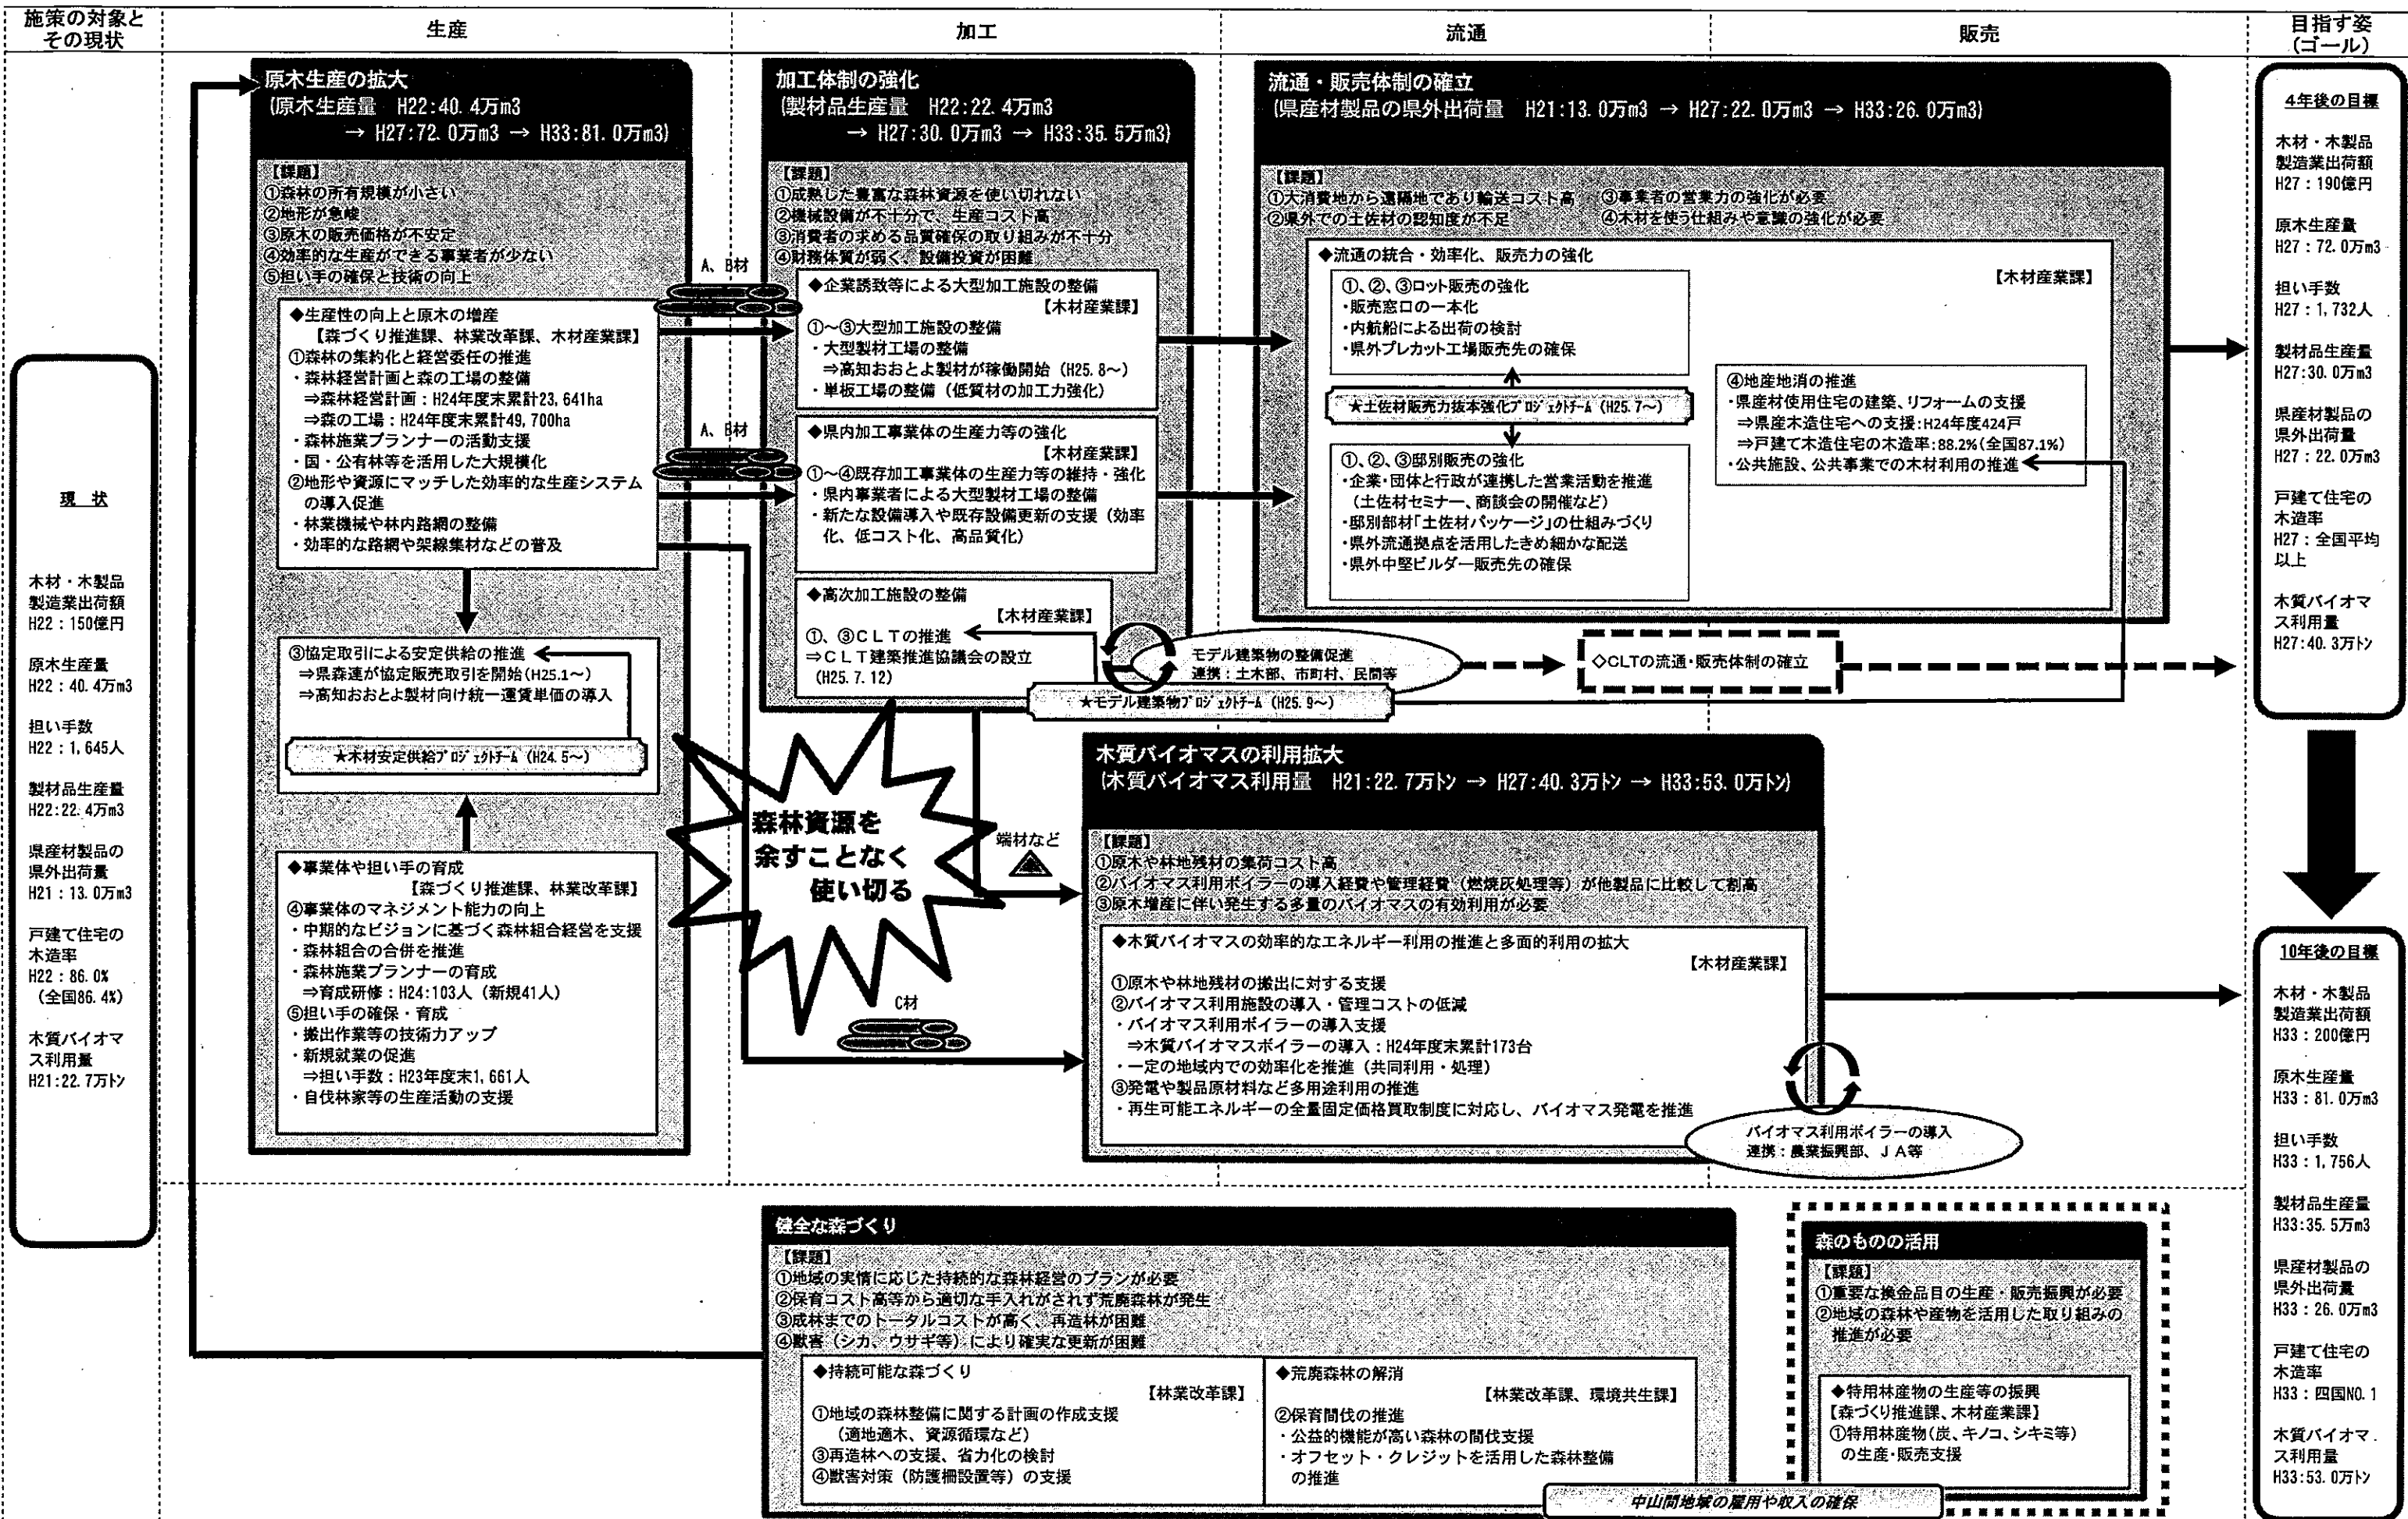 施策の対象と
その現状
生産
加工
流通
販売
目指す姿
(ゴール)
現 状
木材・木製品
製造業出荷額
H22：150億円
原木生産量
H22：40.4万m3
担い手数
H22：1,645人
製材品生産量
H22:22.4万m3
県産材製品の
県外出荷量
H21：13.0万m3
戸建て住宅の
木造率
H22：86.0%
（全国86.4%）
木質バイオマ
ス利用量
H21:22.7万トン
原木生産の拡大
(原木生産量 H22:40.4万m3
→ H27:72.0万m3 → H33:81.0万m3)
【課題】
①森林の所有規模が小さい
②地形が急峻
③原木の販売価格が不安定
④効率的な生産ができる事業者が少ない
⑤担い手の確保と技術の向上
◆生産性の向上と原木の増産
【森づくり推進課、林業改革課、木材産業課】
①森林の集約化と経営委任の推進
・森林経営計画と森の工場の整備
⇒森林経営計画：H24年度末累計23,641ha
⇒森の工場：H24年度末累計49,700ha
・森林施業プランナーの活動支援
・国・公有林等を活用した大規模化
②地形や資源にマッチした効率的な生産システム
の導入促進
・林業機械や林内路網の整備
・効率的な路網や架線集材などの普及
③協定取引による安定供給の推進
⇒県森連が協定販売取引を開始(H25.1～)
⇒高知おおとよ製材向け統一運賃単価の導入
★木材安定供給プロジェクトチーム（H24.5～）
◆事業体や担い手の育成
【森づくり推進課、林業改革課】
④事業体のマネジメント能力の向上
・中期的なビジョンに基づく森林組合経営を支援
・森林組合の合併を推進
・森林施業プランナーの育成
⇒育成研修：H24:103人（新規41人）
⑤担い手の確保・育成
・搬出作業等の技術力アップ
・新規就業の促進
⇒担い手数：H23年度末1,661人
・自伐林家等の生産活動の支援
A、B材
A、B材
加工体制の強化
(製材品生産量 H22:22.4万m3
→ H27:30.0万m3 → H33:35.5万m3)
【課題】
①成熟した豊富な森林資源を使い切れない
②機械設備が不十分で、生産コスト高
③消費者の求める品質確保の取り組みが不十分
④財務体質が弱く、設備投資が困難
◆企業誘致等による大型加工施設の整備
【木材産業課】
①～③大型加工施設の整備
・大型製材工場の整備
⇒高知おおとよ製材が稼働開始（H25.8～）
・単板工場の整備（低質材の加工力強化）
◆県内加工事業体の生産力等の強化
【木材産業課】
①～④既存加工事業体の生産力等の維持・強化
・県内事業者による大型製材工場の整備
・新たな設備導入や既存設備更新の支援（効率
化、低コスト化、高品質化）
◆高次加工施設の整備
【木材産業課】
①、③ＣＬＴの推進
⇒ＣＬＴ建築推進協議会の設立
（H25.7.12）
モデル建築物の整備促進
連携：土木部、市町村、民間等
★モデル建築物プロジェクトチーム（H25.9～）
流通・販売体制の確立
(県産材製品の県外出荷量 H21:13.0万m3 → H27:22.0万m3 → H33:26.0万m3)
【課題】
①大消費地から遠隔地であり輸送コスト高 ③事業者の営業力の強化が必要
②県外での土佐材の認知度が不足 ④木材を使う仕組みや意識の強化が必要
◆流通の統合・効率化、販売力の強化
【木材産業課】
①、②、③ロット販売の強化
・販売窓口の一本化
・内航船による出荷の検討
・県外プレカット工場販売先の確保
★土佐材販売力抜本強化プロジェクトチーム（H25.7～）
①、②、③邸別販売の強化
・企業・団体と行政が連携した営業活動を推進
（土佐材セミナー、商談会の開催など）
・邸別部材「土佐材パッケージ」の仕組みづくり
・県外流通拠点を活用したきめ細かな配送
・県外中堅ビルダー販売先の確保
④地産地消の推進
・県産材使用住宅の建築、リフォームの支援
⇒県産木造住宅への支援：H24年度424戸
⇒戸建て木造住宅の木造率：88.2%(全国87.1%)
・公共施設、公共事業での木材利用の推進
◇CLTの流通・販売体制の確立
森林資源を
余すことなく
使い切る
端材など
C材
木質バイオマスの利用拡大
(木質バイオマス利用量 H21:22.7万トン → H27:40.3万トン → H33:53.0万トン)
【課題】
①原木や林地残材の集荷コスト高
②バイオマス利用ボイラーの導入経費や管理経費（燃焼灰処理等）が他製品に比較して割高
③原木増産に伴い発生する多量のバイオマスの有効利用が必要
◆木質バイオマスの効率的なエネルギー利用の推進と多面的利用の拡大
【木材産業課】
①原木や林地残材の搬出に対する支援
②バイオマス利用施設の導入・管理コストの低減
・バイオマス利用ボイラーの導入支援
⇒木質バイオマスボイラーの導入：H24年度末累計173台
・一定の地域内での効率化を推進（共同利用・処理）
③発電や製品原材料など多用途利用の推進
・再生可能エネルギーの全量固定価格買取制度に対応し、バイオマス発電を推進
バイオマス利用ボイラーの導入
連携：農業振興部、ＪＡ等
健全な森づくり
【課題】
①地域の実情に応じた持続的な森林経営のプランが必要
②保育コスト高等から適切な手入れがされず荒廃森林が発生
③成林までのトータルコストが高く、再造林が困難
④獣害（シカ、ウサギ等）により確実な更新が困難
◆持続可能な森づくり
【林業改革課】
①地域の森林整備に関する計画の作成支援
（適地適木、資源循環など）
③再造林への支援、省力化の検討
④獣害対策（防護柵設置等）の支援
◆荒廃森林の解消
【林業改革課、環境共生課】
②保育間伐の推進
・公益的機能が高い森林の間伐支援
・オフセット・クレジットを活用した森林整備
の推進
森のものの活用
【課題】
①重要な換金品目の生産・販売振興が必要
②地域の森林や産物を活用した取り組みの
推進が必要
◆特用林産物の生産等の振興
【森づくり推進課、木材産業課】
①特用林産物(炭、キノコ、シキミ等)
の生産・販売支援
中山間地域の雇用や収入の確保
4年後の目標
木材・木製品
製造業出荷額
H27：190億円
原木生産量
H27：72.0万m3
担い手数
H27：1,732人
製材品生産量
H27:30.0万m3
県産材製品の
県外出荷量
H27：22.0万m3
戸建て住宅の
木造率
H27：全国平均
以上
木質バイオマ
ス利用量
H27:40.3万トン
10年後の目標
木材・木製品
製造業出荷額
H33：200億円
原木生産量
H33：81.0万m3
担い手数
H33：1,756人
製材品生産量
H33:35.5万m3
県産材製品の
県外出荷量
H33：26.0万m3
戸建て住宅の
木造率
H33：四国NO.1
木質バイオマ
ス利用量
H33:53.0万トン